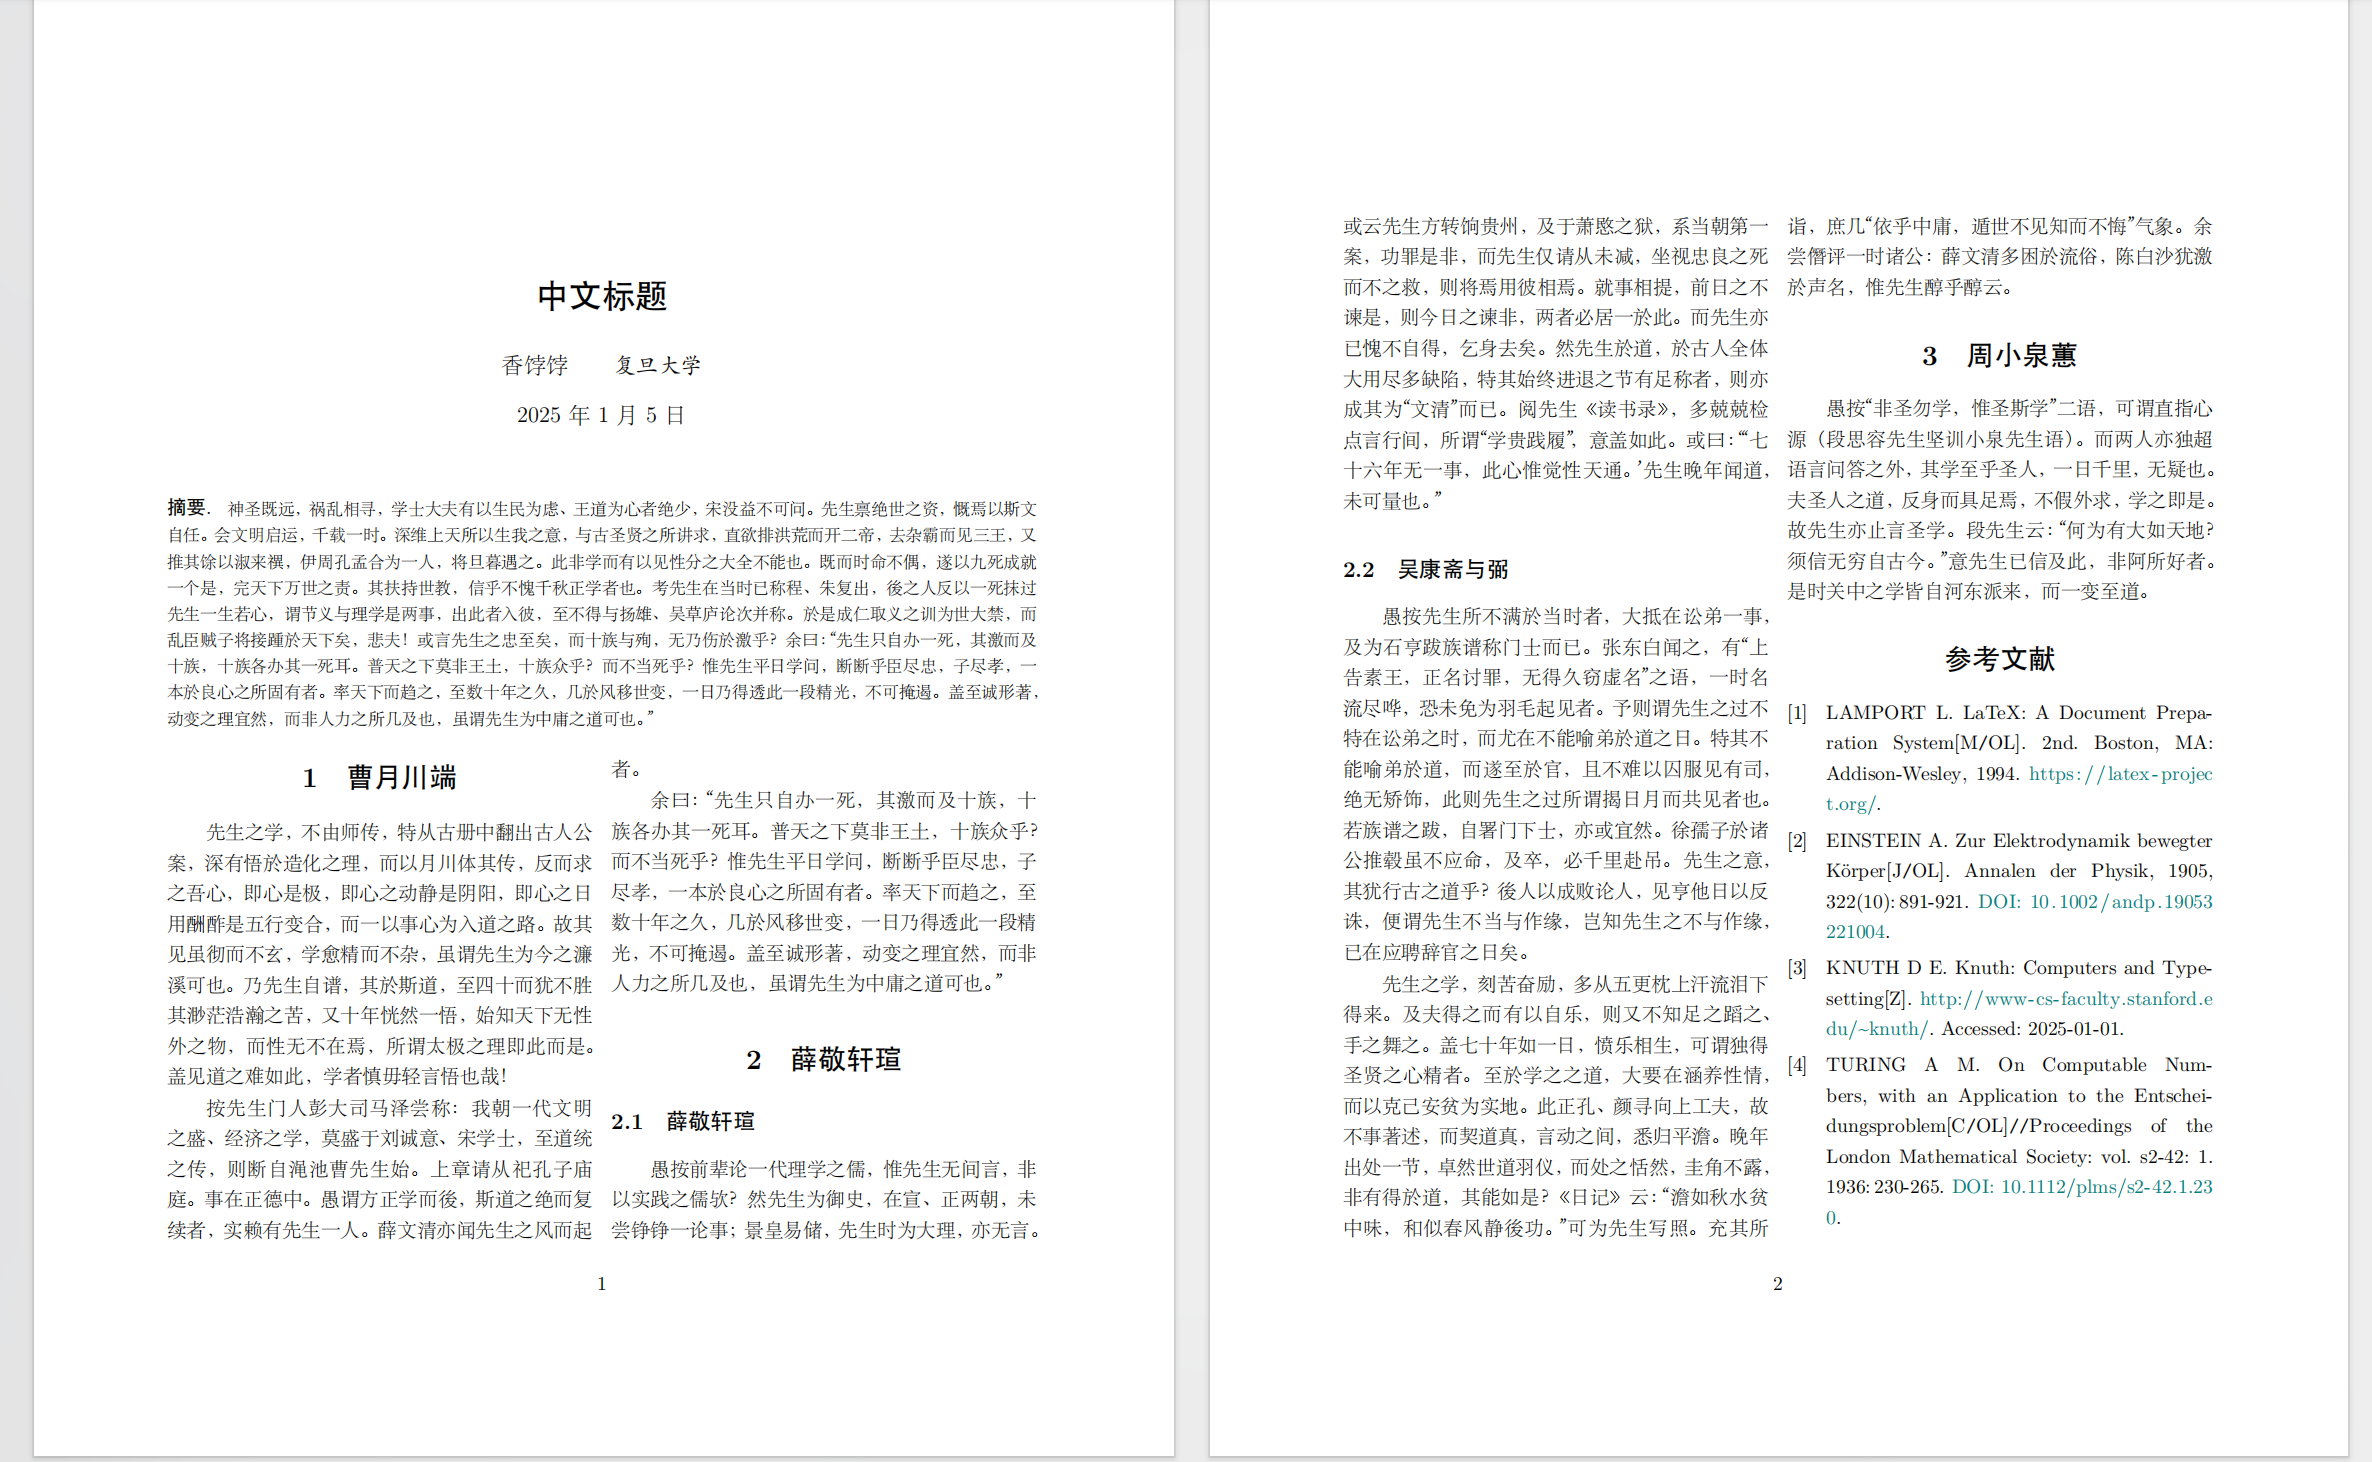 中文标题
香饽饽 复旦大学
2025 年 1 月 5 日
摘要. 神圣既远，祸乱相寻，学士大夫有以生民为虑、王道为心者绝少，宋没益不可问。先生禀绝世之资，慨焉以斯文
自任。会文明启运，千载一时。深维上天所以生我之意，与古圣贤之所讲求，直欲排洪荒而开二帝，去杂霸而见三王，又
推其馀以淑来禩，伊周孔孟合为一人，将旦暮遇之。此非学而有以见性分之大全不能也。既而时命不偶，遂以九死成就
一个是，完天下万世之责。其扶持世教，信乎不愧千秋正学者也。考先生在当时已称程、朱复出，後之人反以一死抹过
先生一生若心，谓节义与理学是两事，出此者入彼，至不得与扬雄、吴草庐论次并称。於是成仁取义之训为世大禁，而
乱臣贼子将接踵於天下矣，悲夫！或言先生之忠至矣，而十族与殉，无乃伤於激乎？余曰：“先生只自办一死，其激而及
十族，十族各办其一死耳。普天之下莫非王土，十族众乎？而不当死乎？惟先生平日学问，断断乎臣尽忠，子尽孝，一
本於良心之所固有者。率天下而趋之，至数十年之久，几於风移世变，一日乃得透此一段精光，不可掩遏。盖至诚形著，
动变之理宜然，而非人力之所几及也，虽谓先生为中庸之道可也。”
1 曹月川端
先生之学，不由师传，特从古册中翻出古人公
案，深有悟於造化之理，而以月川体其传，反而求
之吾心，即心是极，即心之动静是阴阳，即心之日
用酬酢是五行变合，而一以事心为入道之路。故其
见虽彻而不玄，学愈精而不杂，虽谓先生为今之濂
溪可也。乃先生自谱，其於斯道，至四十而犹不胜
其渺茫浩瀚之苦，又十年恍然一悟，始知天下无性
外之物，而性无不在焉，所谓太极之理即此而是。
盖见道之难如此，学者慎毋轻言悟也哉！
按先生门人彭大司马泽尝称：我朝一代文明
之盛、经济之学，莫盛于刘诚意、宋学士，至道统
之传，则断自渑池曹先生始。上章请从祀孔子庙
庭。事在正德中。愚谓方正学而後，斯道之绝而复
续者，实赖有先生一人。薛文清亦闻先生之风而起
者。
余曰：“先生只自办一死，其激而及十族，十
族各办其一死耳。普天之下莫非王土，十族众乎？
而不当死乎？惟先生平日学问，断断乎臣尽忠，子
尽孝，一本於良心之所固有者。率天下而趋之，至
数十年之久，几於风移世变，一日乃得透此一段精
光，不可掩遏。盖至诚形著，动变之理宜然，而非
人力之所几及也，虽谓先生为中庸之道可也。”
2 薛敬轩瑄
2.1 薛敬轩瑄
愚按前辈论一代理学之儒，惟先生无间言，非
以实践之儒欤？然先生为御史，在宣、正两朝，未
尝铮铮一论事；景皇易储，先生时为大理，亦无言。
1
或云先生方转饷贵州，及于萧愍之狱，系当朝第一
案，功罪是非，而先生仅请从未减，坐视忠良之死
而不之救，则将焉用彼相焉。就事相提，前日之不
谏是，则今日之谏非，两者必居一於此。而先生亦
已愧不自得，乞身去矣。然先生於道，於古人全体
大用尽多缺陷，特其始终进退之节有足称者，则亦
成其为“文清”而已。阅先生《读书录》，多兢兢检
点言行间，所谓“学贵践履”，意盖如此。或曰：“‘七
十六年无一事，此心惟觉性天通。’先生晚年闻道，
未可量也。”
2.2 吴康斋与弼
愚按先生所不满於当时者，大抵在讼弟一事，
及为石亨跋族谱称门士而已。张东白闻之，有“上
告素王，正名讨罪，无得久窃虚名”之语，一时名
流尽哗，恐未免为羽毛起见者。予则谓先生之过不
特在讼弟之时，而尤在不能喻弟於道之日。特其不
能喻弟於道，而遂至於官，且不难以囚服见有司，
绝无矫饰，此则先生之过所谓揭日月而共见者也。
若族谱之跋，自署门下士，亦或宜然。徐孺子於诸
公推毂虽不应命，及卒，必千里赴吊。先生之意，
其犹行古之道乎？後人以成败论人，见亨他日以反
诛，便谓先生不当与作缘，岂知先生之不与作缘，
已在应聘辞官之日矣。
先生之学，刻苦奋励，多从五更枕上汗流泪下
得来。及夫得之而有以自乐，则又不知足之蹈之、
手之舞之。盖七十年如一日，愤乐相生，可谓独得
圣贤之心精者。至於学之之道，大要在涵养性情，
而以克己安贫为实地。此正孔、颜寻向上工夫，故
不事著述，而契道真，言动之间，悉归平澹。晚年
出处一节，卓然世道羽仪，而处之恬然，圭角不露，
非有得於道，其能如是？《日记》云：“澹如秋水贫
中味，和似春风静後功。”可为先生写照。充其所
诣，庶几“依乎中庸，遁世不见知而不悔”气象。余
尝僭评一时诸公：薛文清多困於流俗，陈白沙犹激
於声名，惟先生醇乎醇云。
3 周小泉蕙
愚按“非圣勿学，惟圣斯学”二语，可谓直指心
源（段思容先生坚训小泉先生语）。而两人亦独超
语言问答之外，其学至乎圣人，一日千里，无疑也。
夫圣人之道，反身而具足焉，不假外求，学之即是。
故先生亦止言圣学。段先生云：“何为有大如天地？
须信无穷自古今。”意先生已信及此，非阿所好者。
是时关中之学皆自河东派来，而一变至道。
参考文献
[1] LAMPORT L. LaTeX: A Document Prepa-
ration System[M/OL]. 2nd. Boston, MA:
Addison-Wesley, 1994. https://latex-projec
t.org/.
[2] EINSTEIN A. Zur Elektrodynamik bewegter
Körper[J/OL]. Annalen der Physik, 1905,
322(10): 891-921. DOI: 10.1002/andp.19053
221004.
[3] KNUTH D E. Knuth: Computers and Type-
setting[Z]. http://www-cs-faculty.stanford.e
du/~knuth/. Accessed: 2025-01-01.
[4] TURING A M. On Computable Num-
bers, with an Application to the Entschei-
dungsproblem[C/OL]//Proceedings of the
London Mathematical Society: vol. s2-42: 1.
1936: 230-265. DOI: 10.1112/plms/s2-42.1.23
0.
2